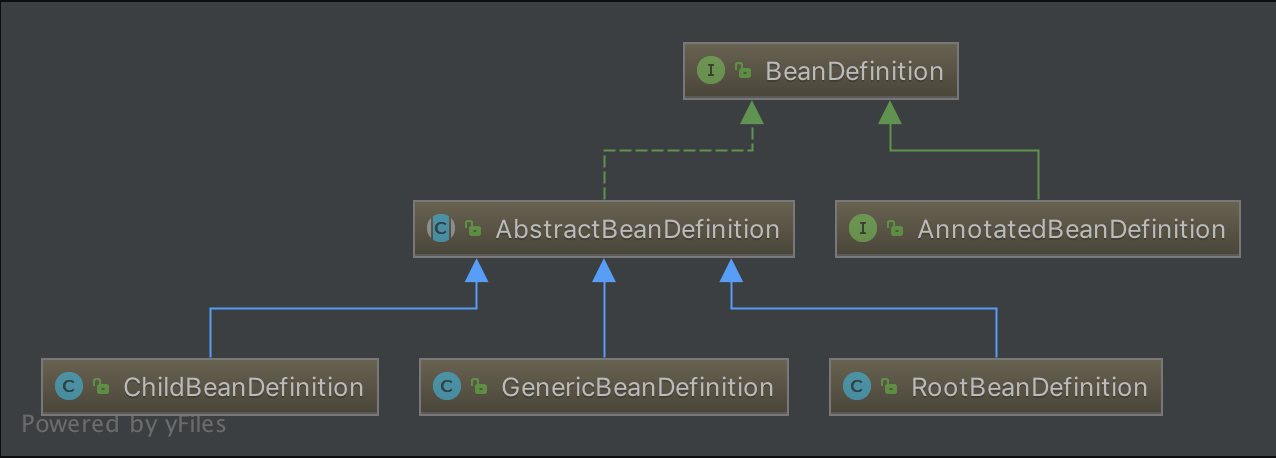 I BeanDefinition
C AbstractBeanDefinition
I AnnotatedBeanDefinition
C ChildBeanDefinition
C GenericBeanDefinition
C RootBeanDefinition
Powered by yFiles